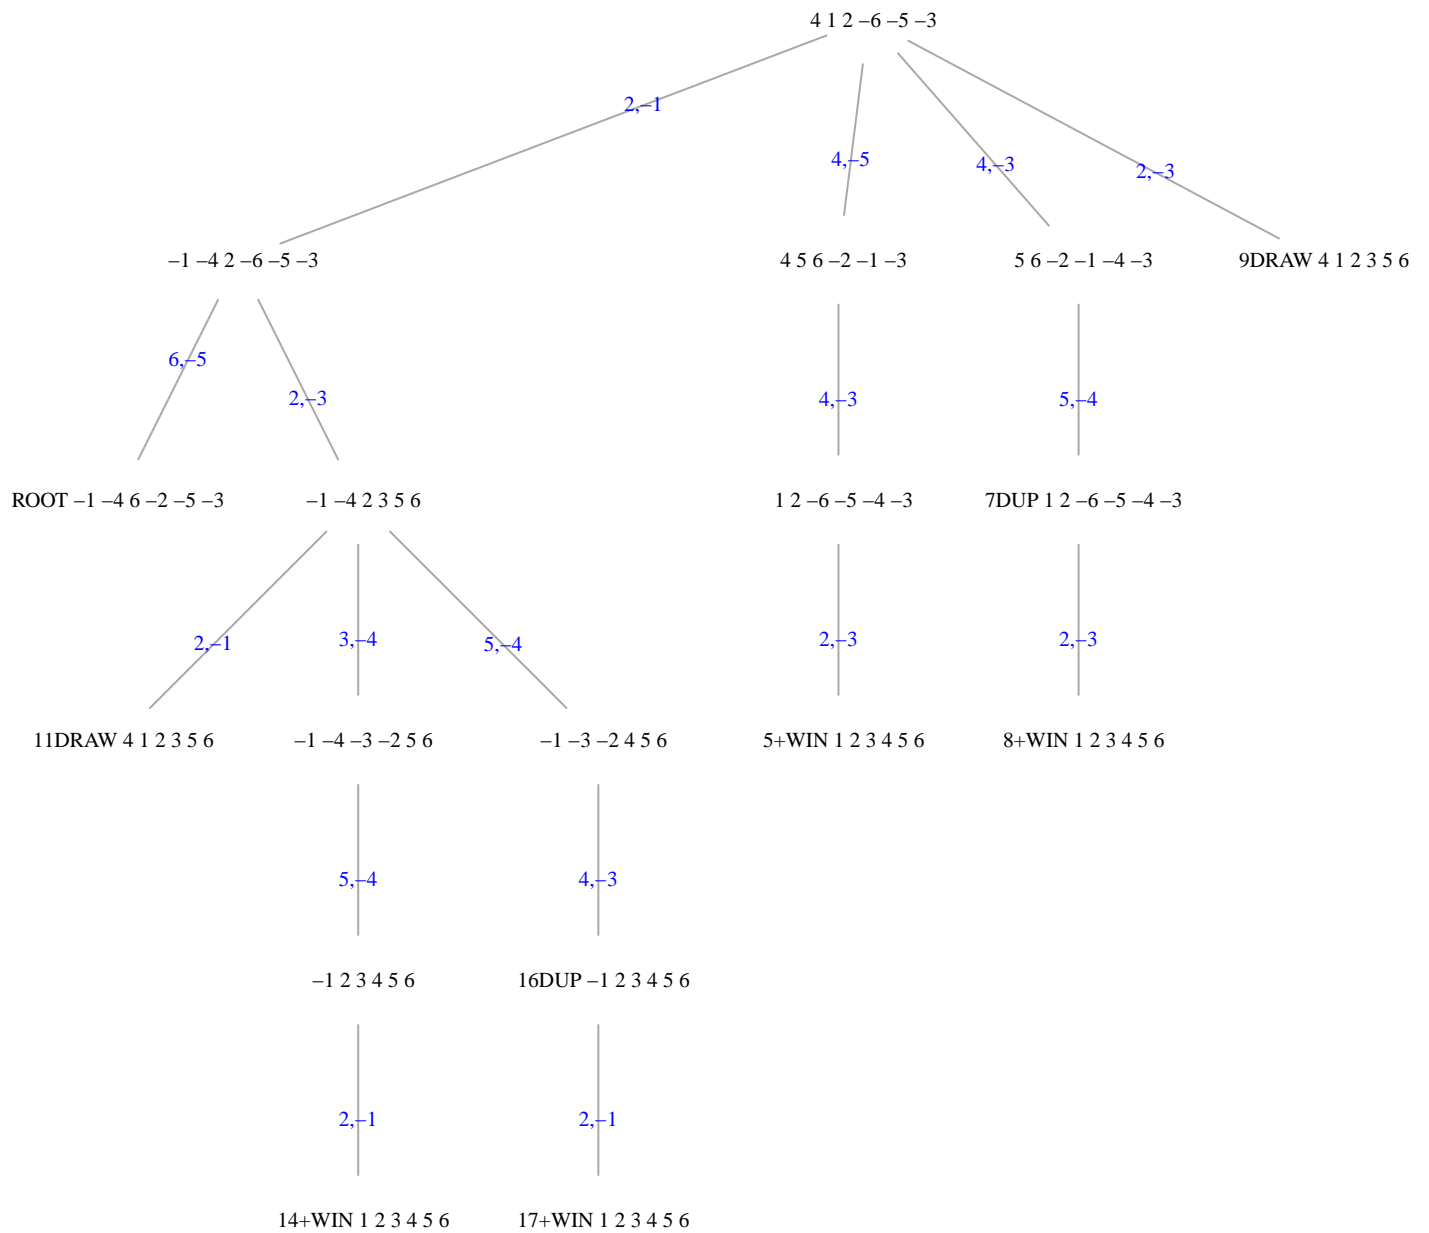 4 1 2 –6 –5 –3
2,–1
4,–5
4,–3
2,–3
–1 –4 2 –6 –5 –3
4 5 6 –2 –1 –3
5 6 –2 –1 –4 –3
9DRAW 4 1 2 3 5 6
6,–5
2,–3
4,–3
5,–4
ROOT –1 –4 6 –2 –5 –3
–1 –4 2 3 5 6
1 2 –6 –5 –4 –3
7DUP 1 2 –6 –5 –4 –3
2,–1
3,–4
5,–4
2,–3
2,–3
11DRAW 4 1 2 3 5 6
–1 –4 –3 –2 5 6
–1 –3 –2 4 5 6
5+WIN 1 2 3 4 5 6
8+WIN 1 2 3 4 5 6
5,–4
4,–3
–1 2 3 4 5 6
16DUP –1 2 3 4 5 6
2,–1
2,–1
14+WIN 1 2 3 4 5 6
17+WIN 1 2 3 4 5 6